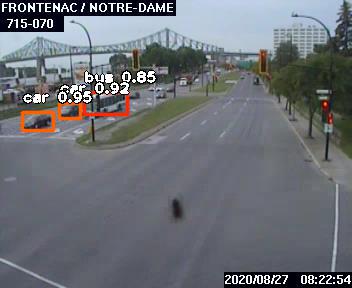 FRONTENAC / NOTRE-DAME
715-070
bus 0.85
car 0.92
car 0.95
2020/08/27 08:22:54